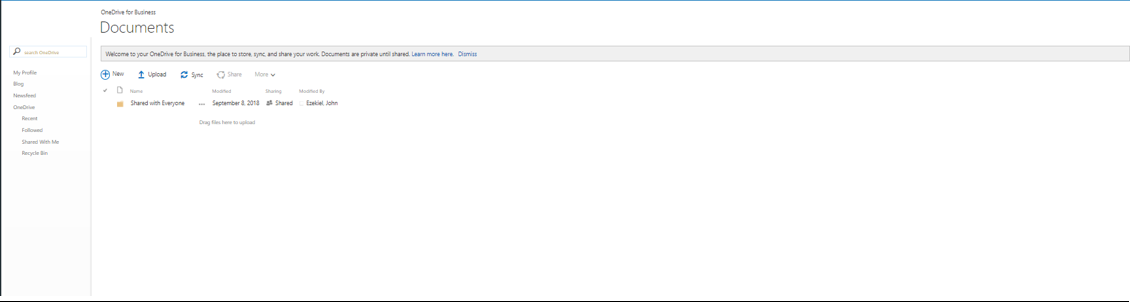 OneDrive for Business
Documents
search OneDrive
Welcome to your OneDrive for Business, the place to store, sync, and share your work. Documents are private until shared. Learn more here. Dismiss
My Profile
Blog
Newsfeed
OneDrive
Recent
Followed
Shared With Me
Recycle Bin
New Upload Sync Share More
Name Modified Sharing Modified By
Shared with Everyone ... September 8, 2018 Shared Ezekiel, John
Drag files here to upload